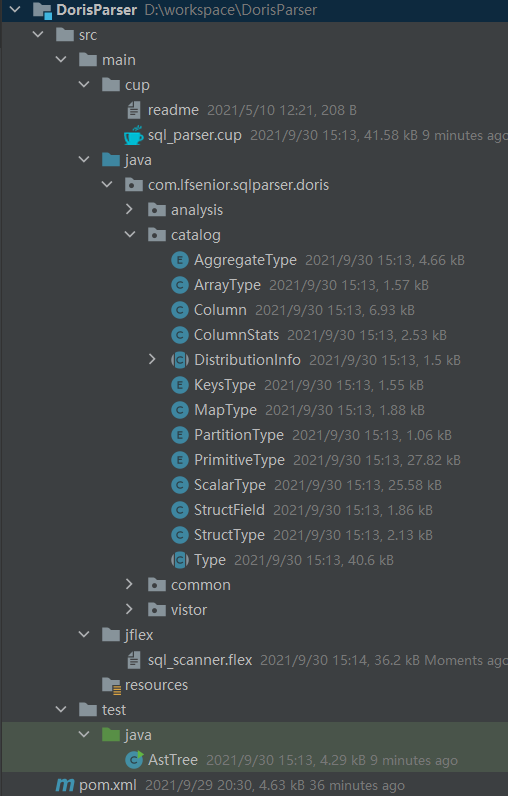 DorisParser D:\workspace\DorisParser
src
main
cup
readme 2021/5/10 12:21, 208 B
sql_parser.cup 2021/9/30 15:13, 41.58 kB 9 minutes ago
java
com.lfsenior.sqlparser.doris
analysis
catalog
E AggregateType 2021/9/30 15:13, 4.66 kB
C ArrayType 2021/9/30 15:13, 1.57 kB
C Column 2021/9/30 15:13, 6.93 kB
C ColumnStats 2021/9/30 15:13, 2.53 kB
C DistributionInfo 2021/9/30 15:13, 1.5 kB
E KeysType 2021/9/30 15:13, 1.55 kB
C MapType 2021/9/30 15:13, 1.88 kB
E PartitionType 2021/9/30 15:13, 1.06 kB
E PrimitiveType 2021/9/30 15:13, 27.82 kB
C ScalarType 2021/9/30 15:13, 25.58 kB
C StructField 2021/9/30 15:13, 1.86 kB
C StructType 2021/9/30 15:13, 2.13 kB
C Type 2021/9/30 15:13, 40.6 kB
common
vistor
jflex
sql_scanner.flex 2021/9/30 15:14, 36.2 kB Moments ago
resources
test
java
C AstTree 2021/9/30 15:13, 4.29 kB 9 minutes ago
m pom.xml 2021/9/29 20:30, 4.63 kB 36 minutes ago